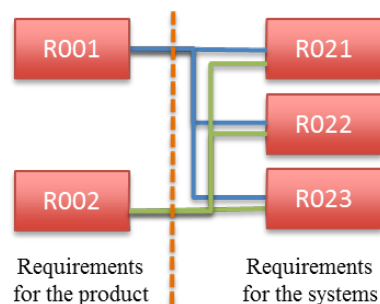 R001
R021
R022
R002
R023
Requirements
for the product
Requirements
for the systems